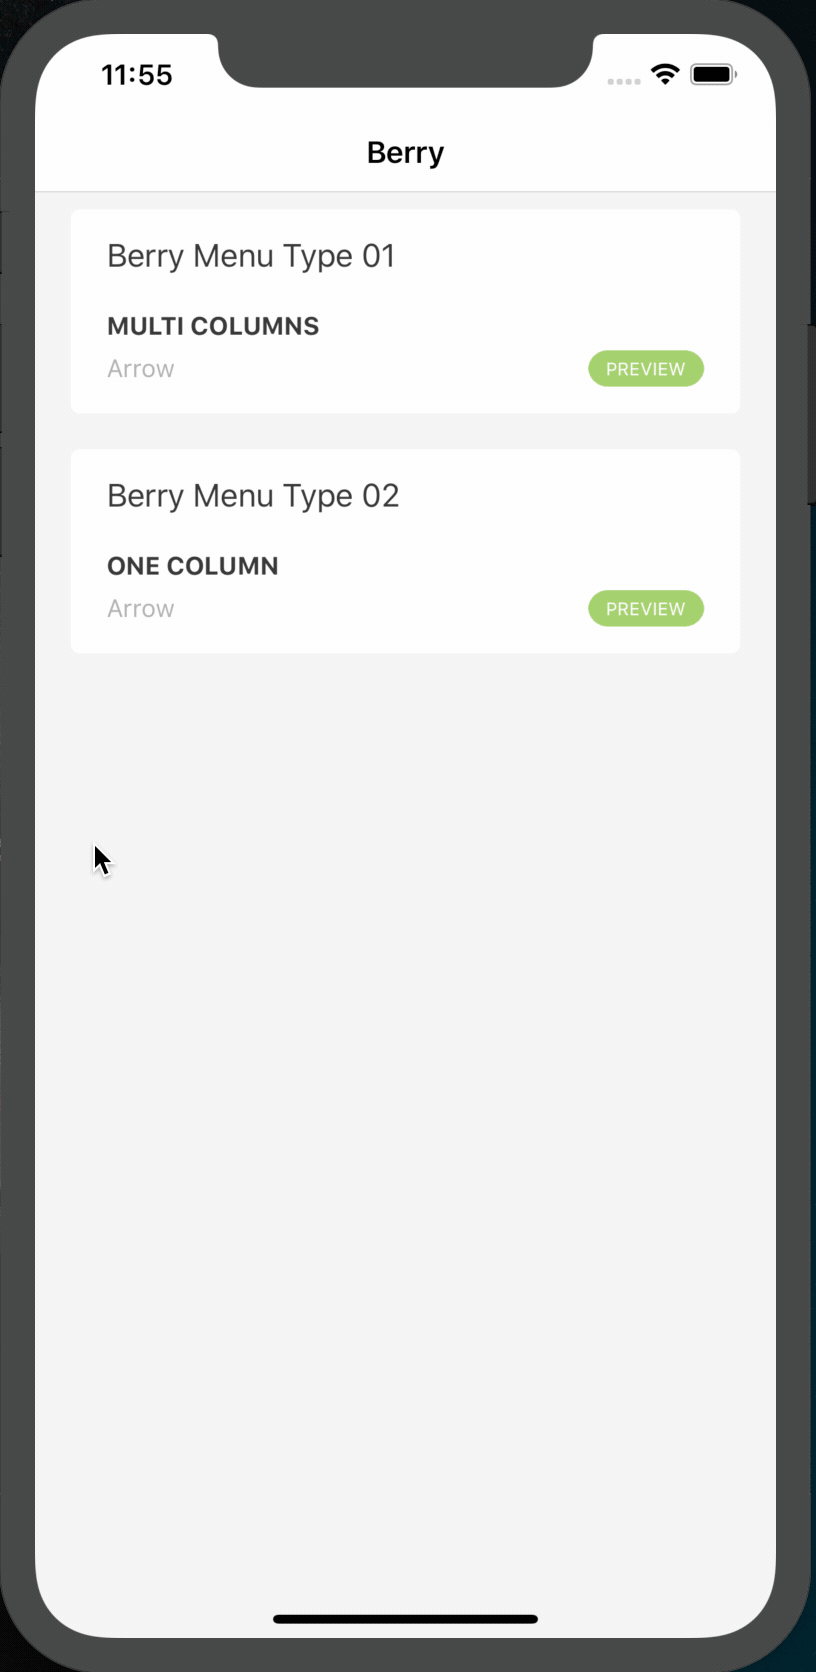 11:55
Berry
Berry Menu Type 01
MULTI COLUMNS
Arrow
PREVIEW
Berry Menu Type 02
ONE COLUMN
Arrow
PREVIEW